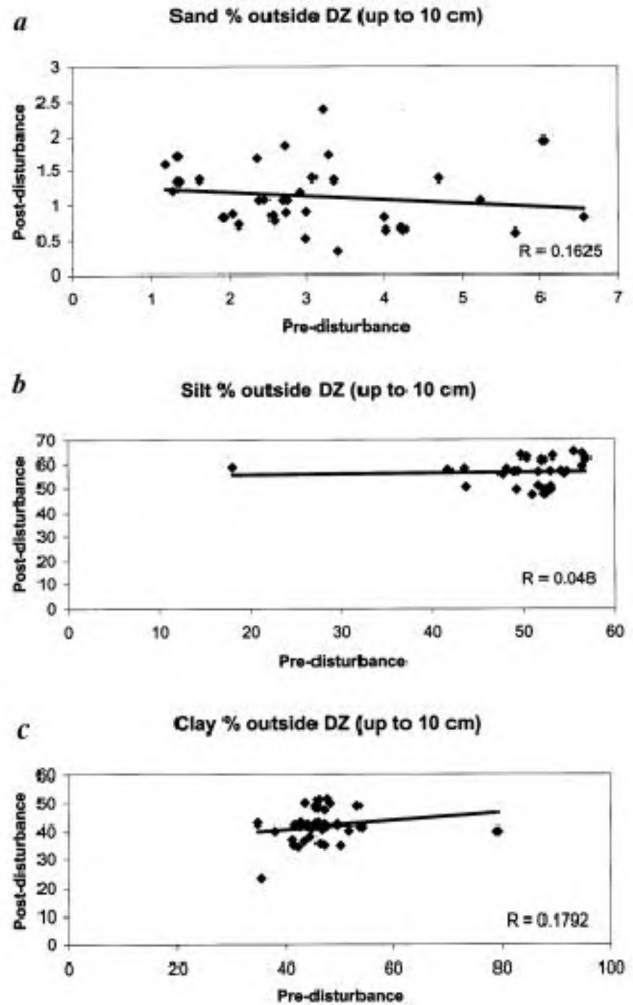 a
Sand % outside DZ (up to 10 cm)
Post-disturbance
3
2.5
2
1.5
1
0.5
0
R = 0.1625
0 1 2 3 4 5 6 7
Pre-disturbance
b
Silt % outside DZ (up to 10 cm)
Post-disturbance
70
60
50
40
30
20
10
0
R = 0.048
0 10 20 30 40 50 60
Pre-disturbance
c
Clay % outside DZ (up to 10 cm)
Post-disturbance
60
50
40
30
20
10
0
R = 0.1792
0 20 40 60 80 100
Pre-disturbance